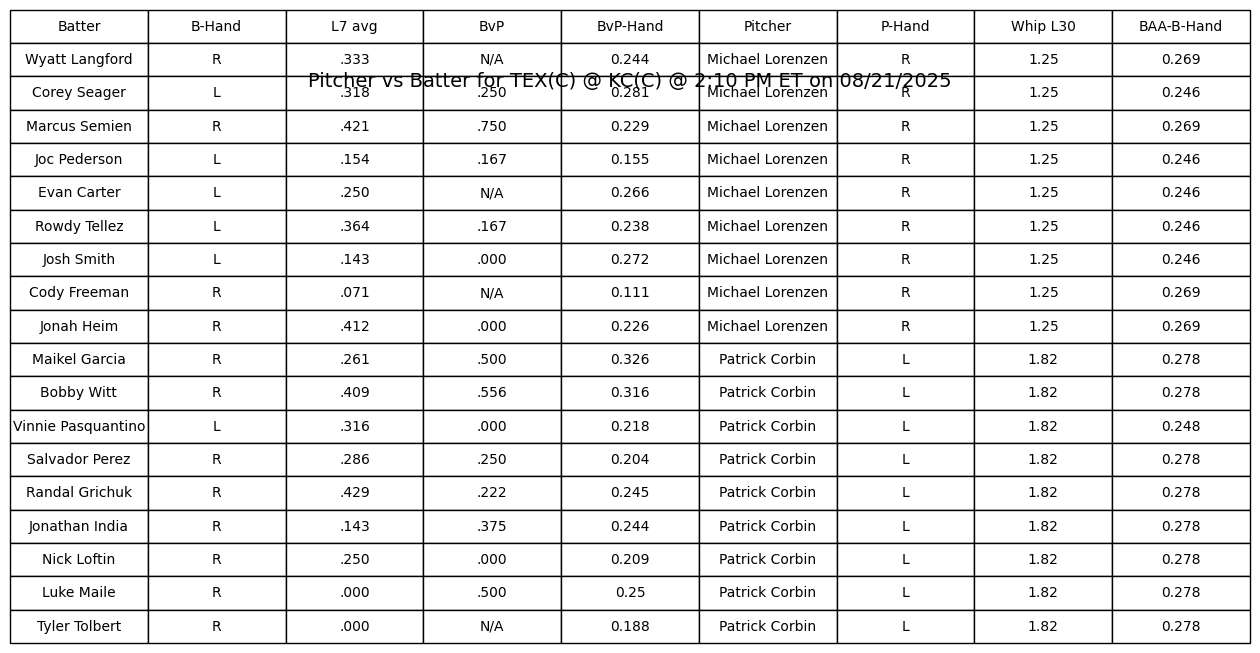 Batter B-Hand L7 avg BvP BvP-Hand Pitcher P-Hand Whip L30 BAA-B-Hand
Wyatt Langford R .333 N/A 0.244 Michael Lorenzen R 1.25 0.269
Pitcher vs Batter for TEX(C) @ KC(C) @ 2:10 PM ET on 08/21/2025
Corey Seager L .318 .250 0.281 Michael Lorenzen R 1.25 0.246
Marcus Semien R .421 .750 0.229 Michael Lorenzen R 1.25 0.269
Joc Pederson L .154 .167 0.155 Michael Lorenzen R 1.25 0.246
Evan Carter L .250 N/A 0.266 Michael Lorenzen R 1.25 0.246
Rowdy Tellez L .364 .167 0.238 Michael Lorenzen R 1.25 0.246
Josh Smith L .143 .000 0.272 Michael Lorenzen R 1.25 0.246
Cody Freeman R .071 N/A 0.111 Michael Lorenzen R 1.25 0.269
Jonah Heim R .412 .000 0.226 Michael Lorenzen R 1.25 0.269
Maikel Garcia R .261 .500 0.326 Patrick Corbin L 1.82 0.278
Bobby Witt R .409 .556 0.316 Patrick Corbin L 1.82 0.278
Vinnie Pasquantino L .316 .000 0.218 Patrick Corbin L 1.82 0.248
Salvador Perez R .286 .250 0.204 Patrick Corbin L 1.82 0.278
Randal Grichuk R .429 .222 0.245 Patrick Corbin L 1.82 0.278
Jonathan India R .143 .375 0.244 Patrick Corbin L 1.82 0.278
Nick Loftin R .250 .000 0.209 Patrick Corbin L 1.82 0.278
Luke Maile R .000 .500 0.25 Patrick Corbin L 1.82 0.278
Tyler Tolbert R .000 N/A 0.188 Patrick Corbin L 1.82 0.278